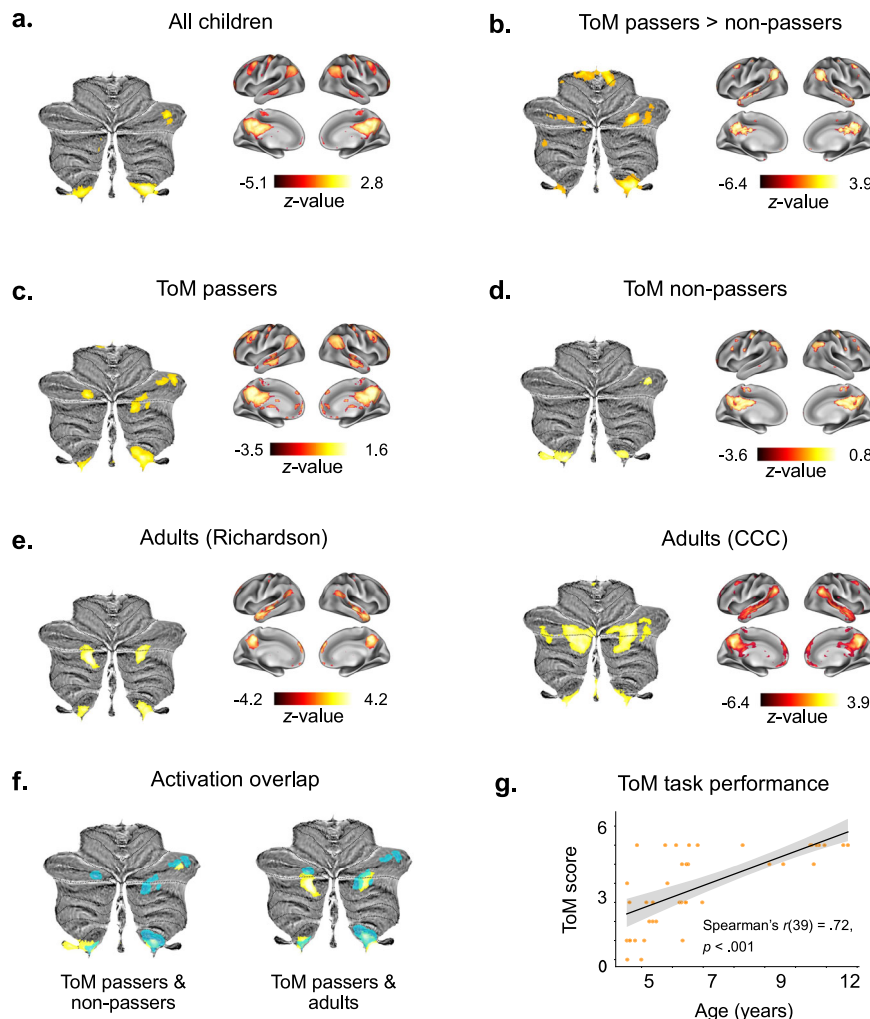 a.
All children
-5.1 2.8
z-value
b.
ToM passers > non-passers
-6.4 3.9
z-value
c.
ToM passers
-3.5 1.6
z-value
d.
ToM non-passers
-3.6 0.8
z-value
e.
Adults (Richardson)
-4.2 4.2
z-value
Adults (CCC)
-6.4 3.9
z-value
f.
Activation overlap
ToM passers &
non-passers
ToM passers &
adults
g.
ToM task performance
6
3
0
ToM score
Spearman's r(39) = .72,
p < .001
5 7 9 10 12
Age (years)